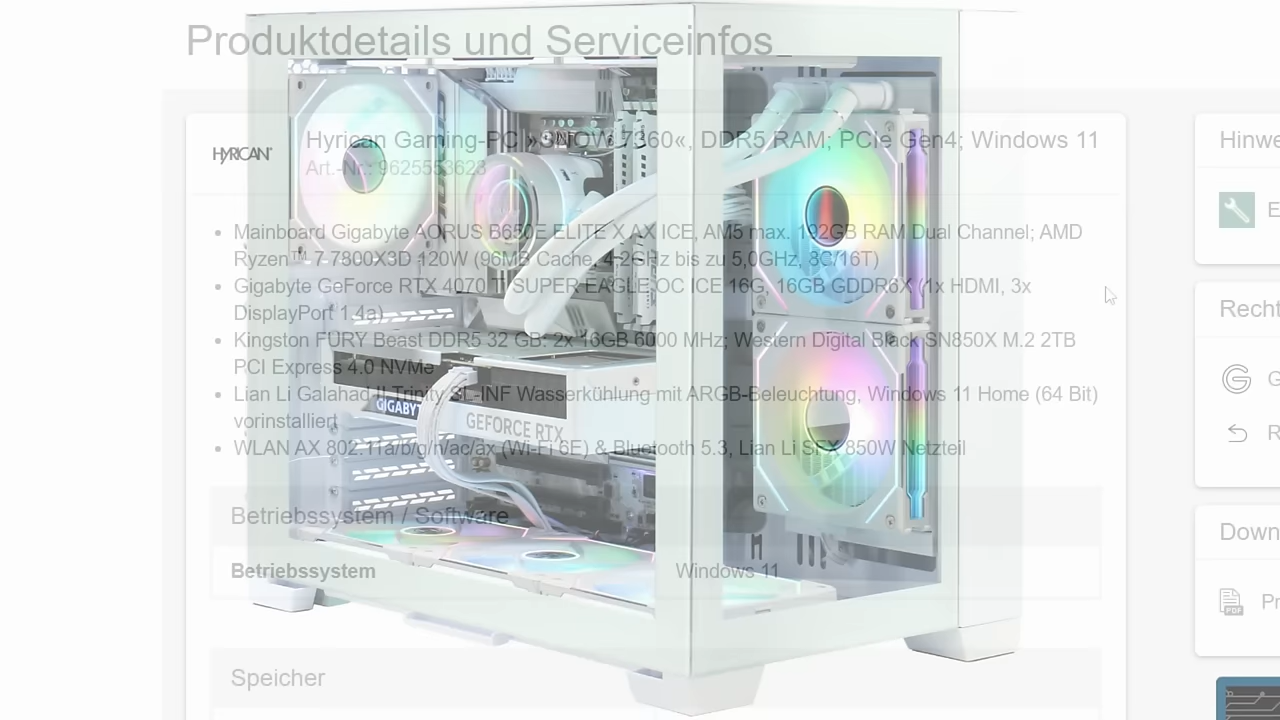 Produktdetails und Serviceinfos
HYRICAN
Hyrican Gaming-PC »SNOW 7360«, DDR5 RAM; PCIe Gen4; Windows 11
Art.-Nr.: 9625553623
Hinwe
• Mainboard Gigabyte AORUS B650E ELITE X AX ICE, AM5 max. 192GB RAM Dual Channel; AMD
Ryzen™ 7-7800X3D 120W (96MB Cache, 4,2GHz bis zu 5,0GHz, 8C/16T)
• Gigabyte GeForce RTX 4070 Ti SUPER EAGLE OC ICE 16G, 16GB GDDR6X (1x HDMI, 3x
DisplayPort 1.4a)
Recht
• Kingston FURY Beast DDR5 32 GB: 2x 16GB 6000 MHz; Western Digital Black SN850X M.2 2TB
PCI Express 4.0 NVMe
G
• Lian Li Galahad II Trinity SL-INF Wasserkühlung mit ARGB-Beleuchtung, Windows 11 Home (64 Bit)
vorinstalliert
GIGABYT
GEFORCE RTX
R
• WLAN AX 802.11a/b/g/n/ac/ax (Wi-Fi 6E) & Bluetooth 5.3, Lian Li SFX 850W Netzteil
Betriebssystem / Software
Down
Betriebssystem Windows 11
PDF
Pr
Speicher